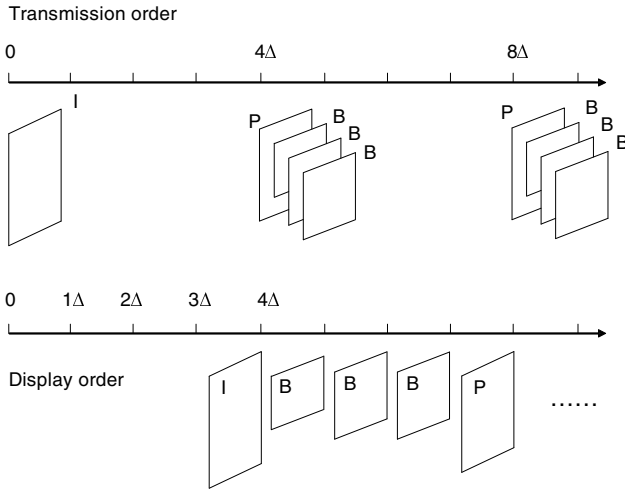 Transmission order
0 4Δ 8Δ
I P B B B P B B B
0 1Δ 2Δ 3Δ 4Δ
Display order I B B B P ......